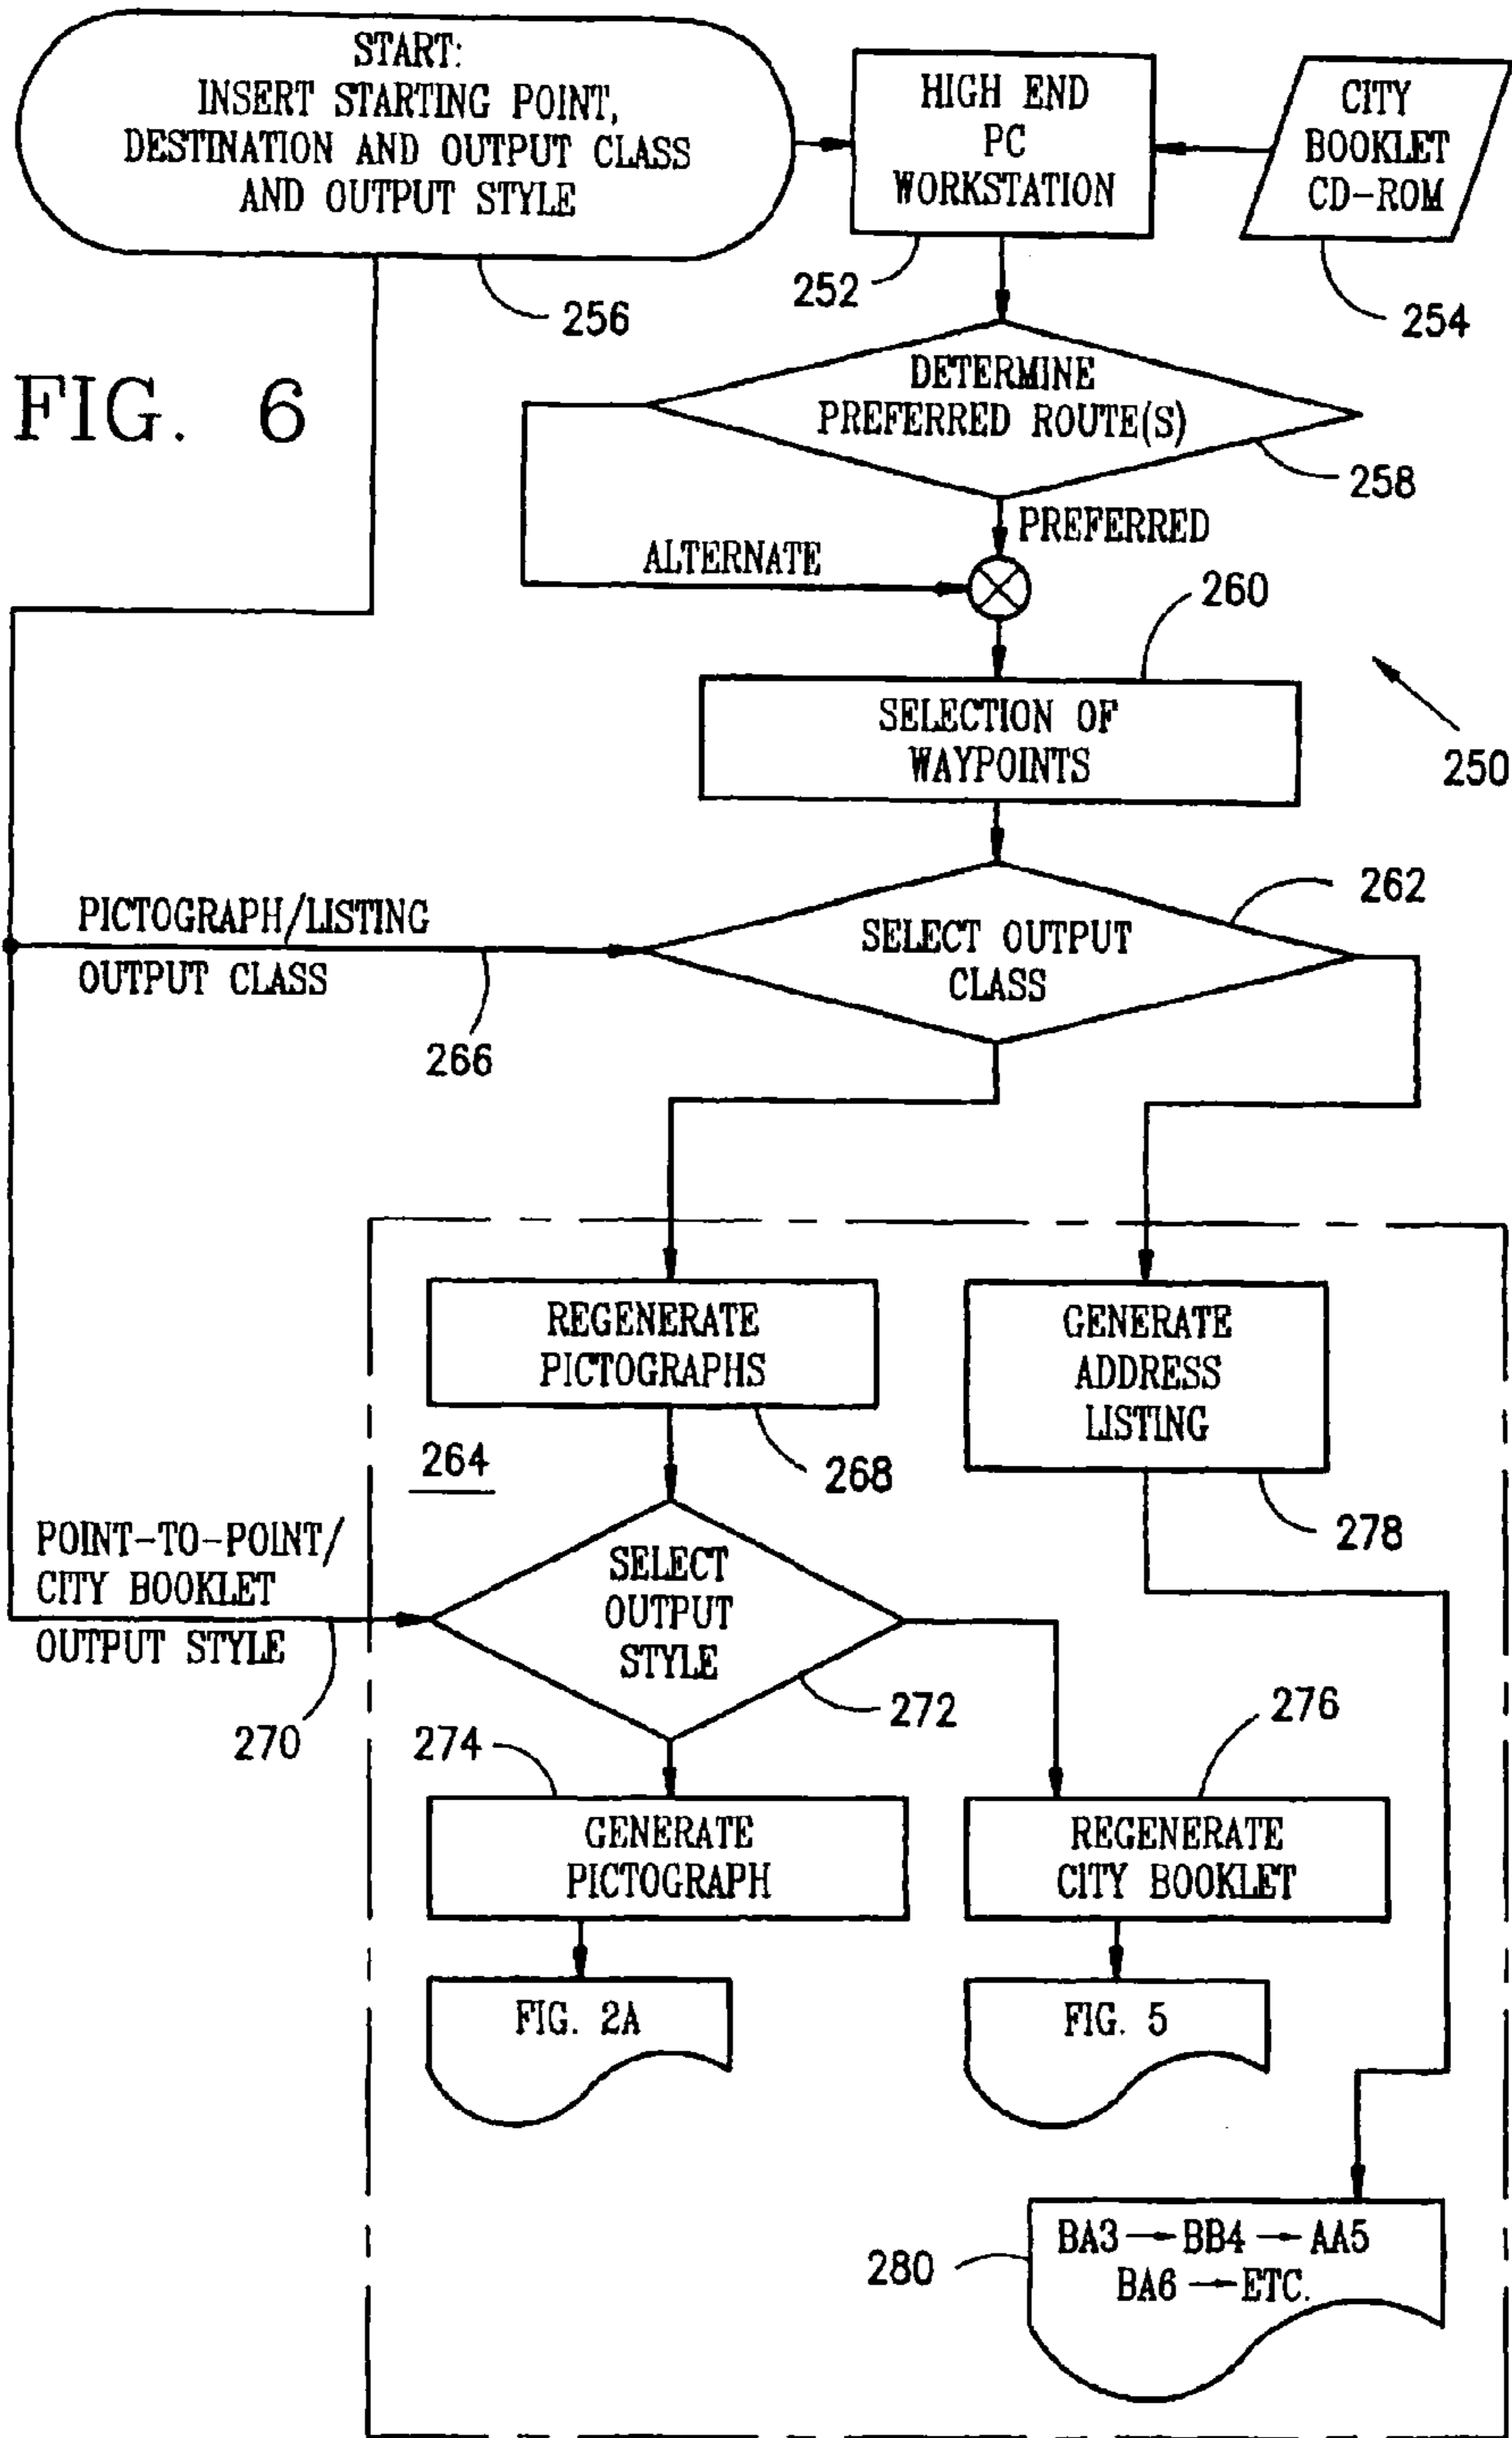 START:
INSERT STARTING POINT,
DESTINATION AND OUTPUT CLASS
AND OUTPUT STYLE
HIGH END
PC
WORKSTATION
CITY
BOOKLET
CD-ROM
252
254
256
FIG. 6
DETERMINE
PREFERRED ROUTE(S)
258
PREFERRED
ALTERNATE
260
SELECTION OF
WAYPOINTS
250
262
PICTOGRAPH/LISTING
OUTPUT CLASS
266
SELECT OUTPUT
CLASS
REGENERATE
PICTOGRAPHS
GENERATE
ADDRESS
LISTING
264
268
278
POINT-TO-POINT/
CITY BOOKLET
OUTPUT STYLE
270
SELECT
OUTPUT
STYLE
272
274
276
GENERATE
PICTOGRAPH
REGENERATE
CITY BOOKLET
FIG. 2A
FIG. 5
280
BA3 → BB4 → AA5
BA6 → ETC.